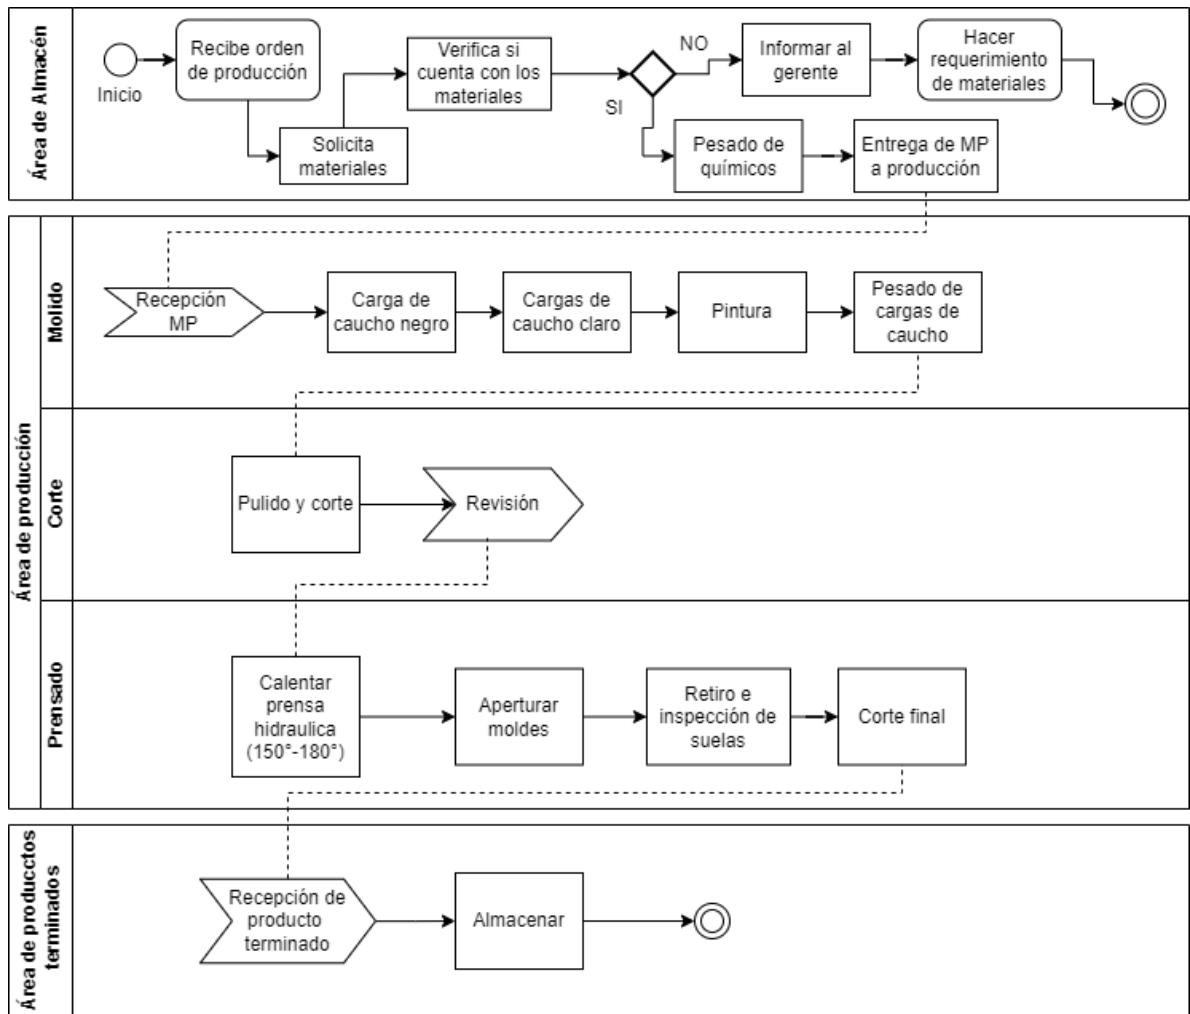 Área de Almacén
Inicio
Recibe orden
de producción
Solicita
materiales
Verifica si
cuenta con los
materiales
NO
SI
Informar al
gerente
Hacer
requerimiento
de materiales
Pesado de
químicos
Entrega de MP
a producción
Área de producción
Molido
Recepción
MP
Carga de
caucho negro
Cargas de
caucho claro
Pintura
Pesado de
cargas de
caucho
Corte
Pulido y corte
Revisión
Prensado
Calentar
prensa
hidraulica
(150°-180°)
Aperturar
moldes
Retiro e
inspección de
suelas
Corte final
Área de producctos
terminados
Recepción de
producto
terminado
Almacenar